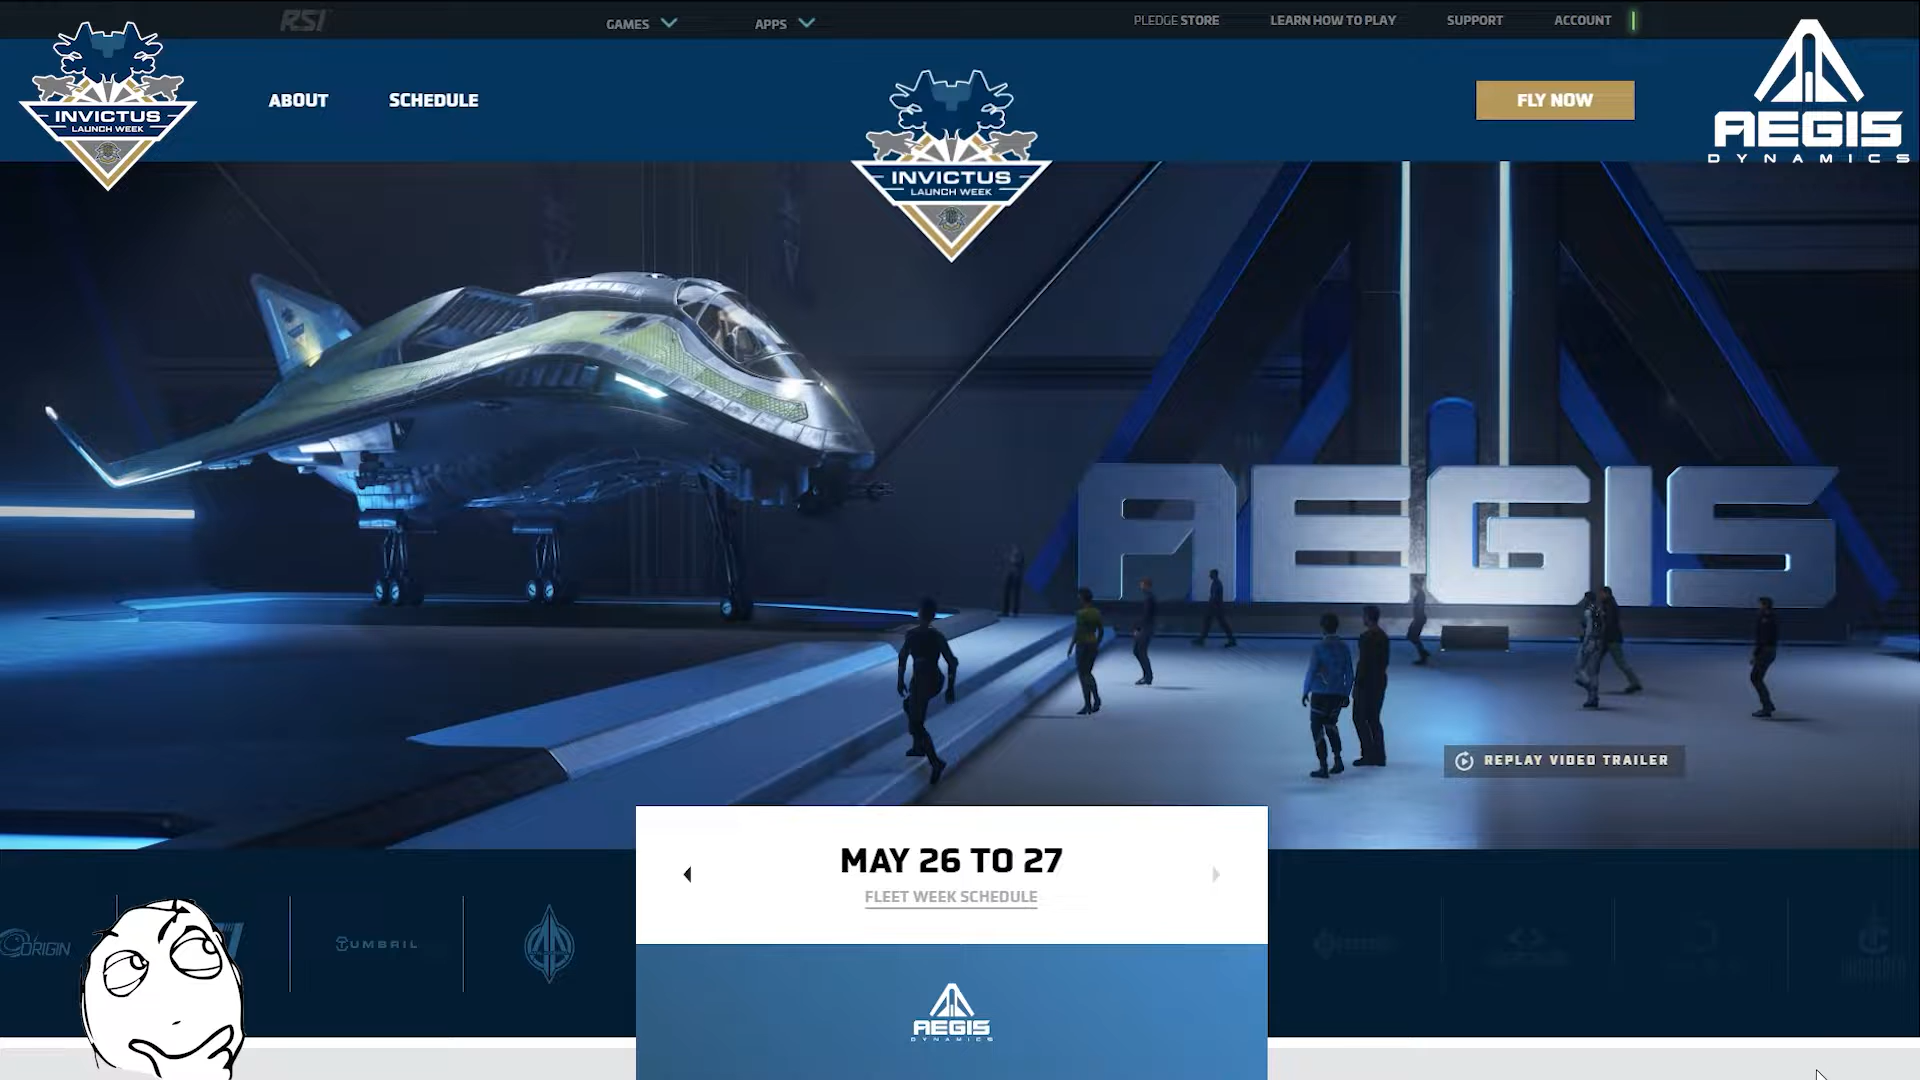 RSI
GAMES
APPS
PLEDGE STORE
LEARN HOW TO PLAY
SUPPORT
ACCOUNT
INVICTUS
LAUNCH WEEK
ABOUT
SCHEDULE
INVICTUS
LAUNCH WEEK
FLY NOW
AEGIS
DYNAMICS
AEGIS
REPLAY VIDEO TRAILER
MAY 26 TO 27
FLEET WEEK SCHEDULE
ORIGIN
TUMBRIL
AEGIS
DYNAMICS